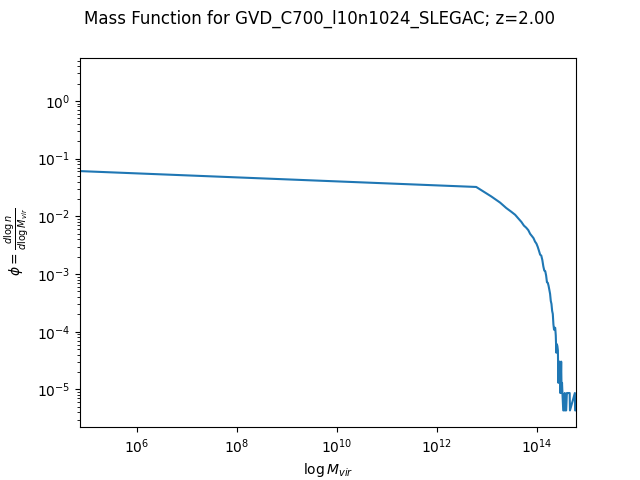 Mass Function for GVD_C700_l10n1024_SLEGAC; z=2.00
10⁰
10⁻¹
10⁻²
10⁻³
10⁻⁴
10⁻⁵
ϕ = d log n / d log M_vir
10⁶ 10⁸ 10¹⁰ 10¹² 10¹⁴
log M_vir